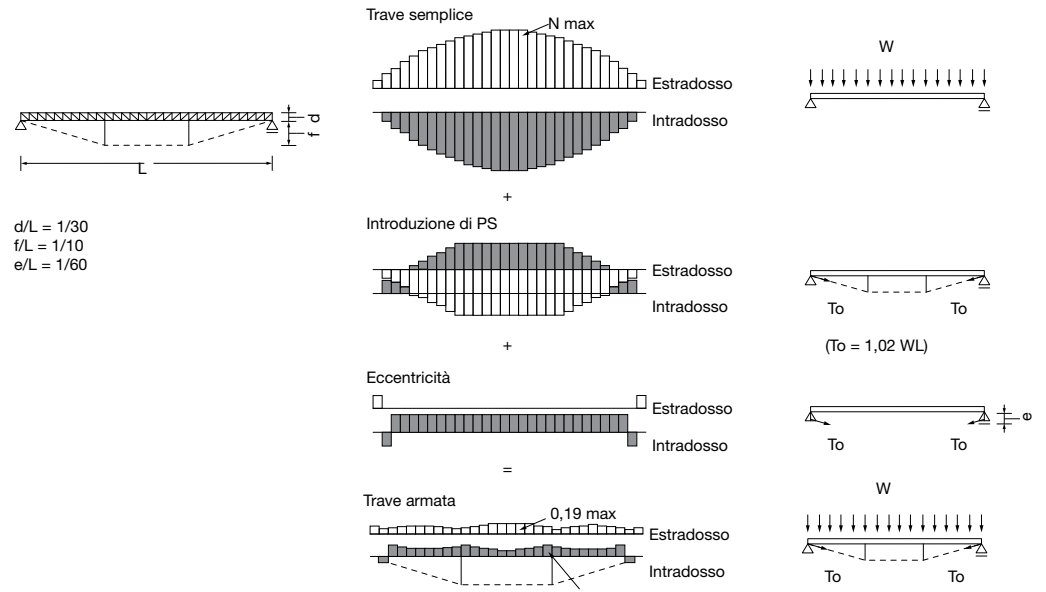 Trave semplice
N max
Estradosso
Intradosso
W
d
f
L
d/L = 1/30
f/L = 1/10
e/L = 1/60
+
Introduzione di PS
Estradosso
Intradosso
To
To
(To = 1,02 WL)
+
Eccentricità
Estradosso
Intradosso
To
To
e
=
Trave armata
0,19 max
Estradosso
Intradosso
W
To
To